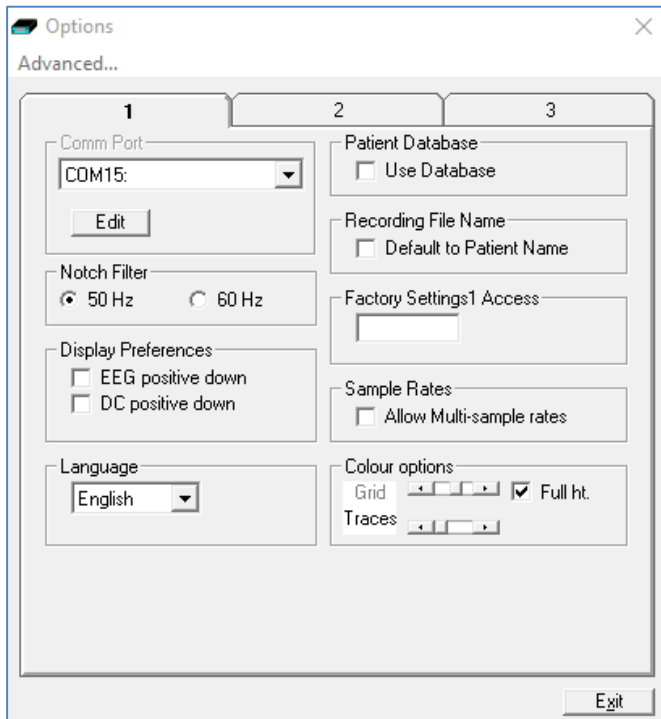 Options
Advanced...
1 2 3
Comm Port
COM15:
Edit
Notch Filter
50 Hz 60 Hz
Display Preferences
EEG positive down
DC positive down
Language
English
Patient Database
Use Database
Recording File Name
Default to Patient Name
Factory Settings1 Access
Sample Rates
Allow Multi-sample rates
Colour options
Grid Full ht.
Traces
Exit